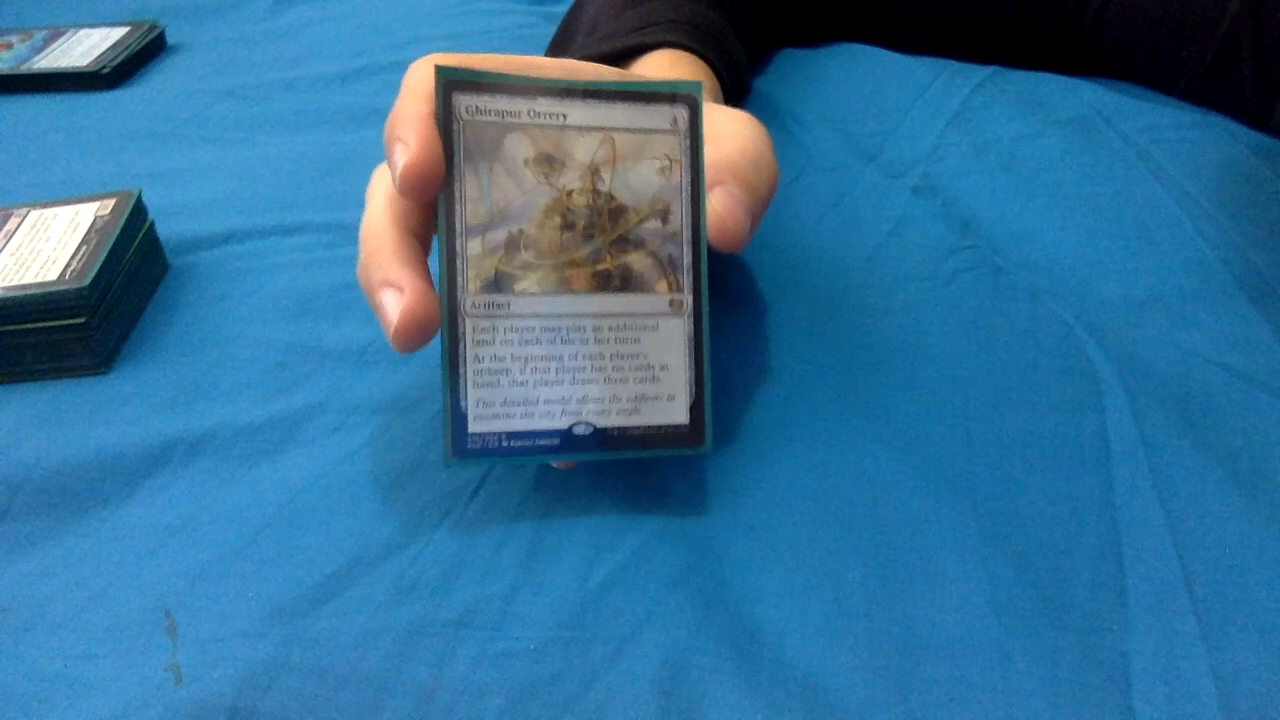 Ghirapur Orrery 4
Artifact
Each player may play an additional
land on each of his or her turns.
At the beginning of each player's
upkeep, if that player has no cards in
hand, that player draws three cards.
This detailed model allows the artificers to
examine the city from every angle.